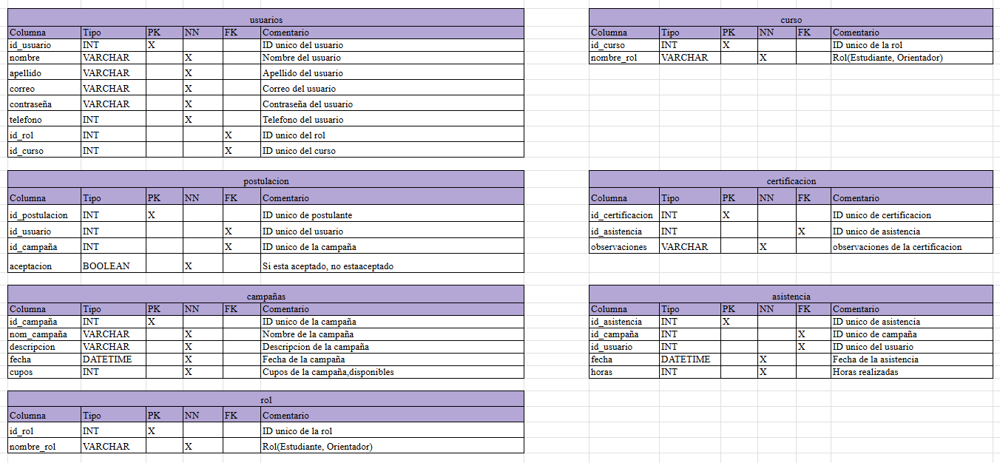 usuarios
Columna Tipo PK NN FK Comentario
id_usuario INT X ID unico del usuario
nombre VARCHAR X Nombre del usuario
apellido VARCHAR X Apellido del usuario
correo VARCHAR X Correo del usuario
contraseña VARCHAR X Contraseña del usuario
telefono INT X Telefono del usuario
id_rol INT X ID unico del rol
id_curso INT X ID unico del curso
curso
Columna Tipo PK NN FK Comentario
id_curso INT X ID unico de la rol
nombre_rol VARCHAR X Rol(Estudiante, Orientador)
postulacion
Columna Tipo PK NN FK Comentario
id_postulacion INT X ID unico de postulante
id_usuario INT X ID unico del usuario
id_campaña INT X ID unico de la campaña
aceptacion BOOLEAN X Si esta aceptado, no estaaceptado
certificacion
Columna Tipo PK NN FK Comentario
id_certificacion INT X ID unico de certificacion
id_asistencia INT X ID unico de asistencia
observaciones VARCHAR X observaciones de la certificacion
campañas
Columna Tipo PK NN FK Comentario
id_campaña INT X ID unico de la campaña
nom_campaña VARCHAR X Nombre de la campaña
descripcion VARCHAR X Descripcion de la campaña
fecha DATETIME X Fecha de la campaña
cupos INT X Cupos de la campaña,disponibles
asistencia
Columna Tipo PK NN FK Comentario
id_asistencia INT X ID unico de asistencia
id_campaña INT X ID unico de campaña
id_usuario INT X ID unico del usuario
fecha DATETIME X Fecha de la asistencia
horas INT X Horas realizadas
rol
Columna Tipo PK NN FK Comentario
id_rol INT X ID unico de la rol
nombre_rol VARCHAR X Rol(Estudiante, Orientador)